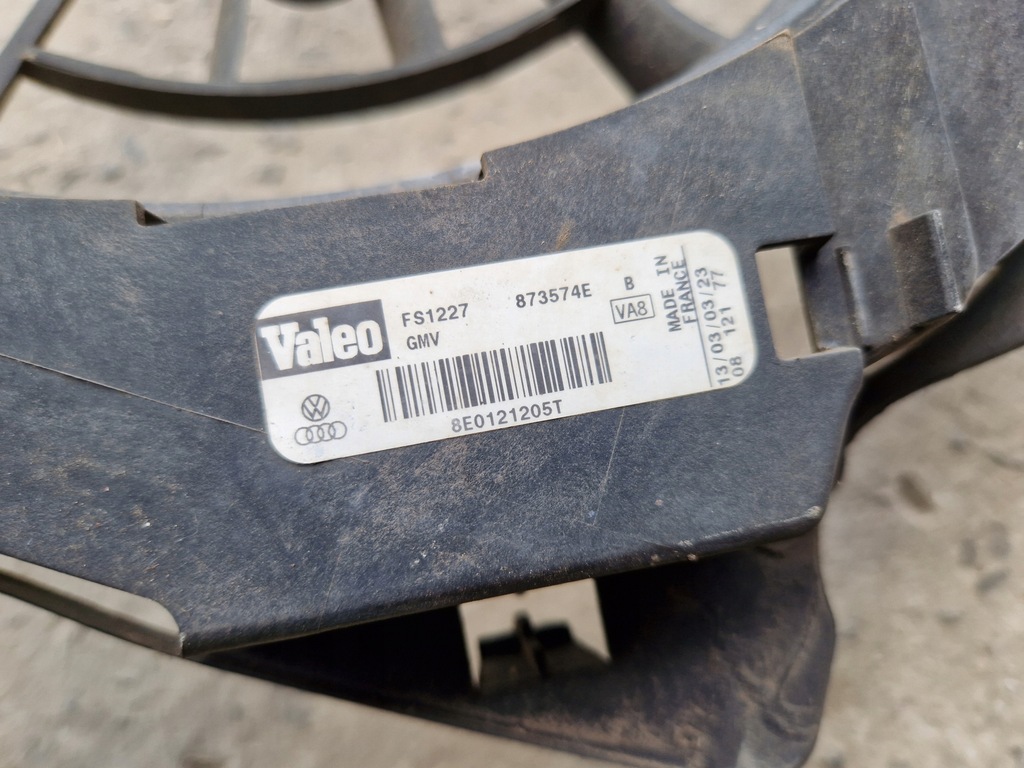 Valeo FS1227 873574E B
GMV VA8
8E0121205T
MADE IN
FRANCE
13/03/03/23
08 121 77